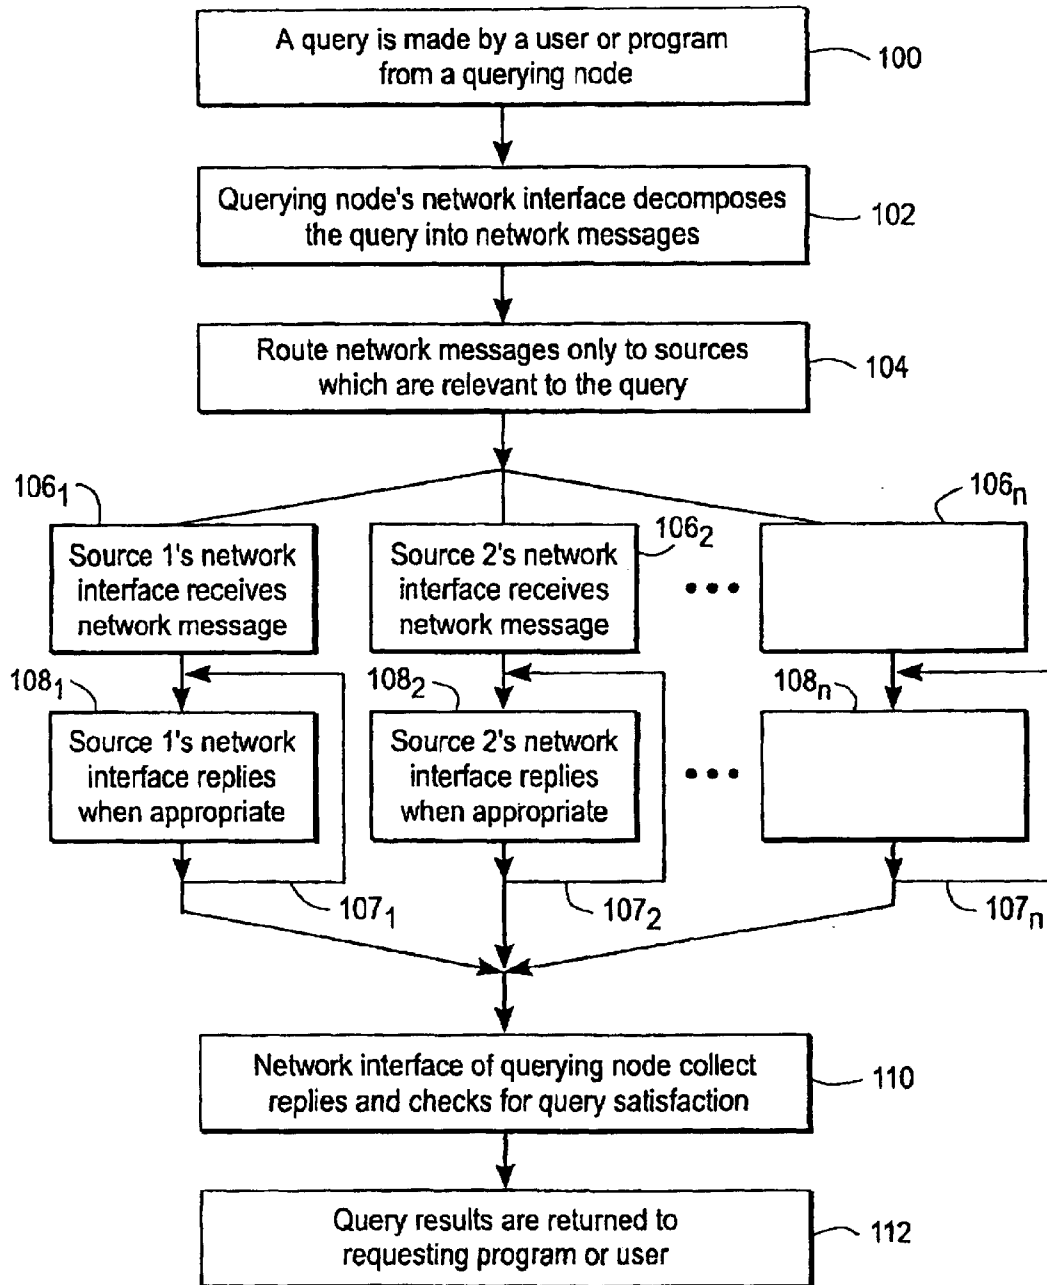 A query is made by a user or program
from a querying node
100
Querying node's network interface decomposes
the query into network messages
102
Route network messages only to sources
which are relevant to the query
104
106₁
Source 1's network
interface receives
network message
106₂
Source 2's network
interface receives
network message
106ₙ
108₁
Source 1's network
interface replies
when appropriate
108₂
Source 2's network
interface replies
when appropriate
108ₙ
107₁
107₂
107ₙ
Network interface of querying node collect
replies and checks for query satisfaction
110
Query results are returned to
requesting program or user
112